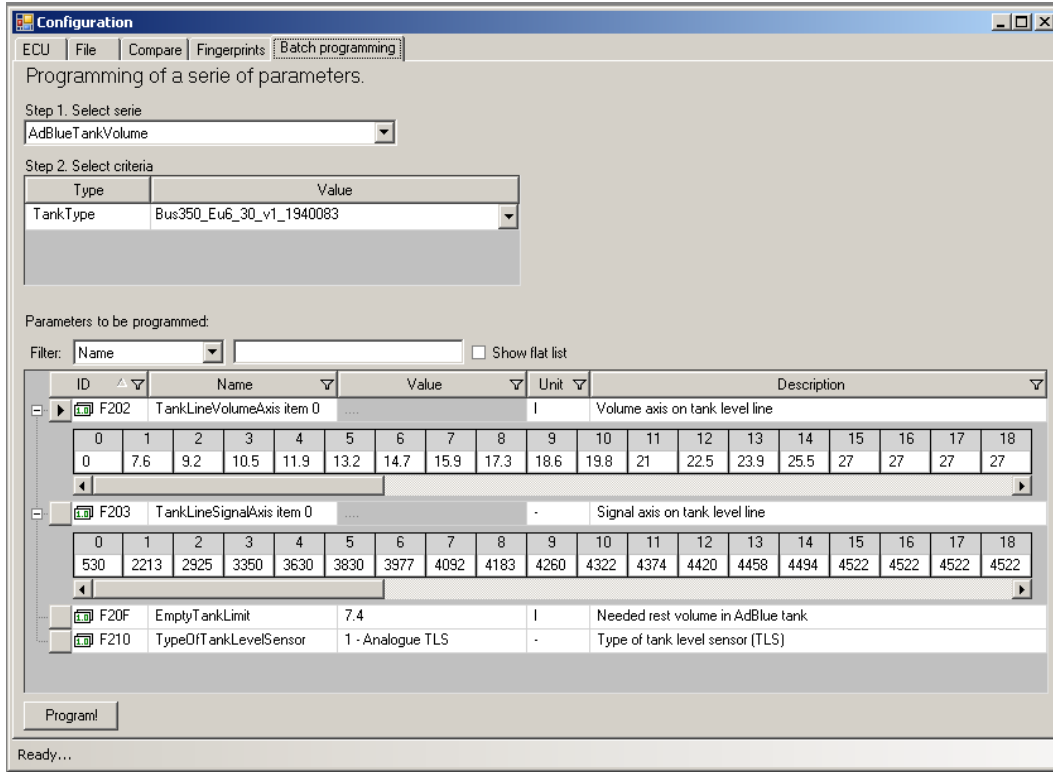 Configuration
ECU File Compare Fingerprints Batch programming
Programming of a serie of parameters.
Step 1. Select serie
AdBlueTankVolume
Step 2. Select criteria
Type Value
TankType Bus350_Eu6_30_v1_1940083
Parameters to be programmed:
Filter: Name Show flat list
ID Name Value Unit Description
F202 TankLineVolumeAxis item 0 .... l Volume axis on tank level line
0 1 2 3 4 5 6 7 8 9 10 11 12 13 14 15 16 17 18
0 7.6 9.2 10.5 11.9 13.2 14.7 15.9 17.3 18.6 19.8 21 22.5 23.9 25.5 27 27 27 27
F203 TankLineSignalAxis item 0 .... - Signal axis on tank level line
0 1 2 3 4 5 6 7 8 9 10 11 12 13 14 15 16 17 18
530 2213 2925 3350 3630 3830 3977 4092 4183 4260 4322 4374 4420 4458 4494 4522 4522 4522 4522
F20F EmptyTankLimit 7.4 l Needed rest volume in AdBlue tank
F210 TypeOfTankLevelSensor 1 - Analogue TLS - Type of tank level sensor (TLS)
Program!
Ready...